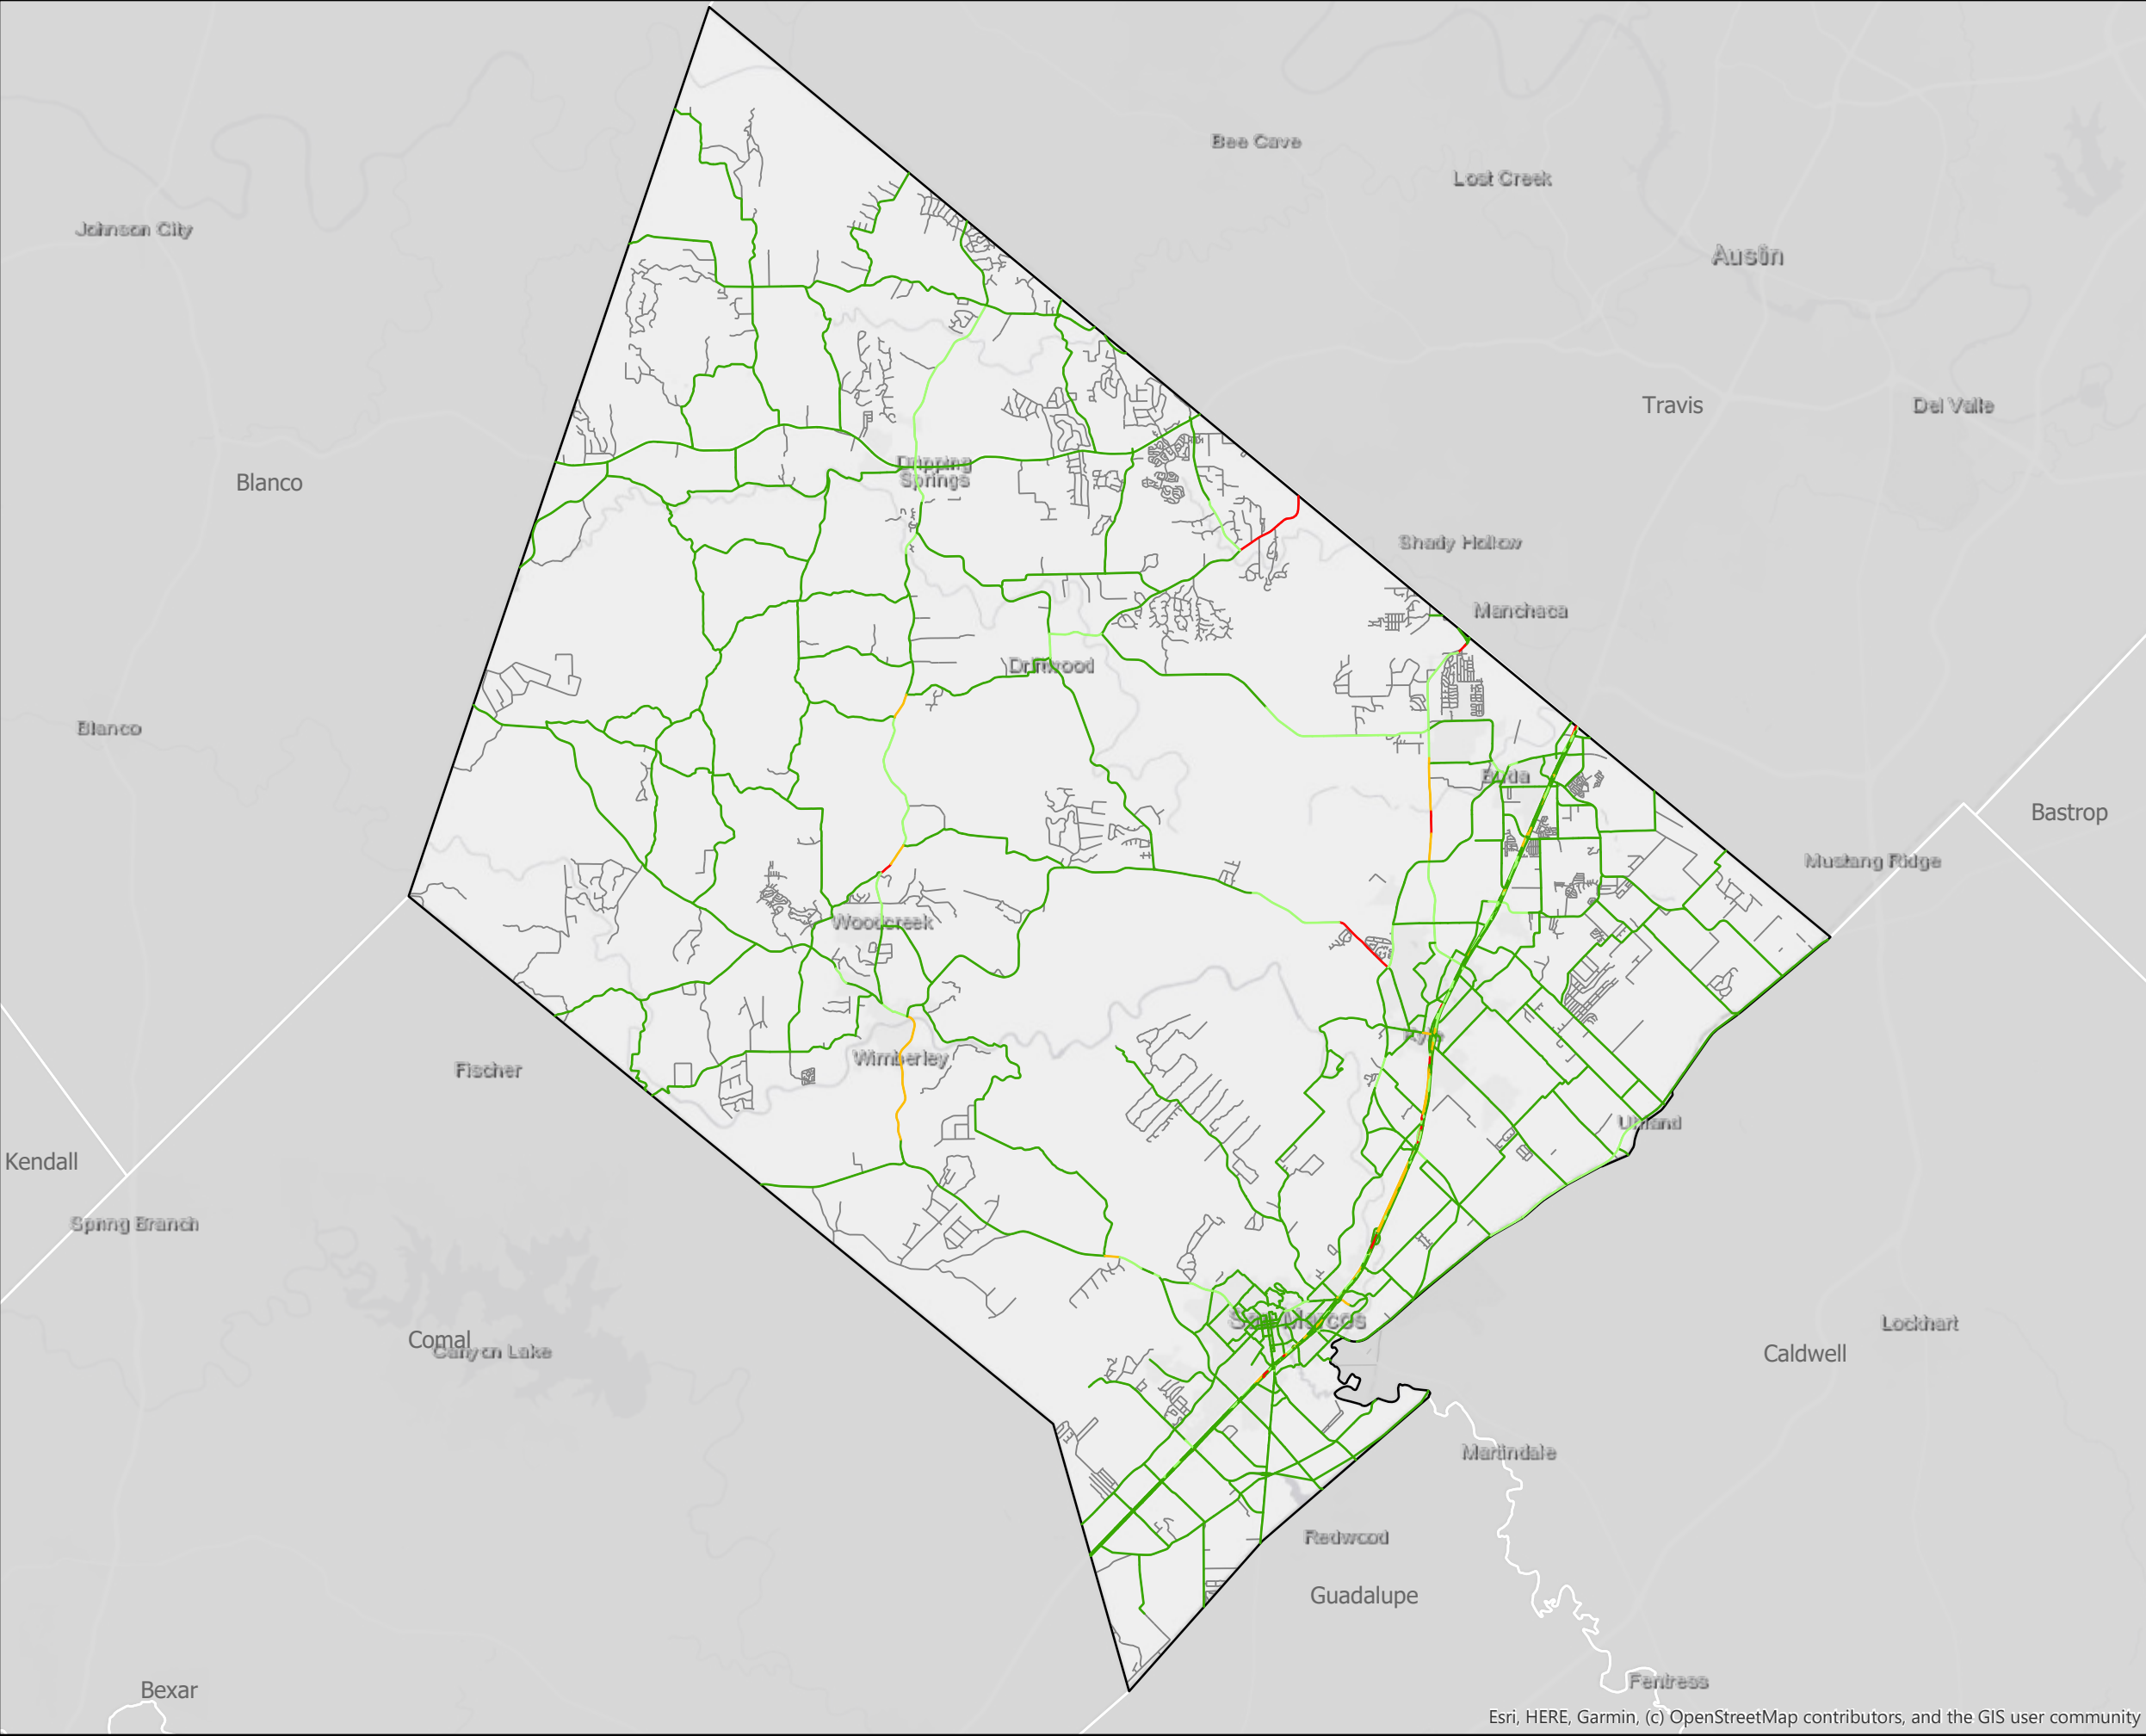 Bee Cave
Lost Creek
Johnson City
Austin
Travis
Del Valle
Dripping
Springs
Blanco
Shady Hollow
Manchaca
Driftwood
Blanco
Buda
Bastrop
Mustang Ridge
Woodcreek
Kyle
Wimberley
Fischer
Uhland
Kendall
Spring Branch
San Marcos
Lockhart
Comal
Canyon Lake
Caldwell
Martindale
Redwood
Guadalupe
Fentress
Bexar
Esri, HERE, Garmin, (c) OpenStreetMap contributors, and the GIS user community